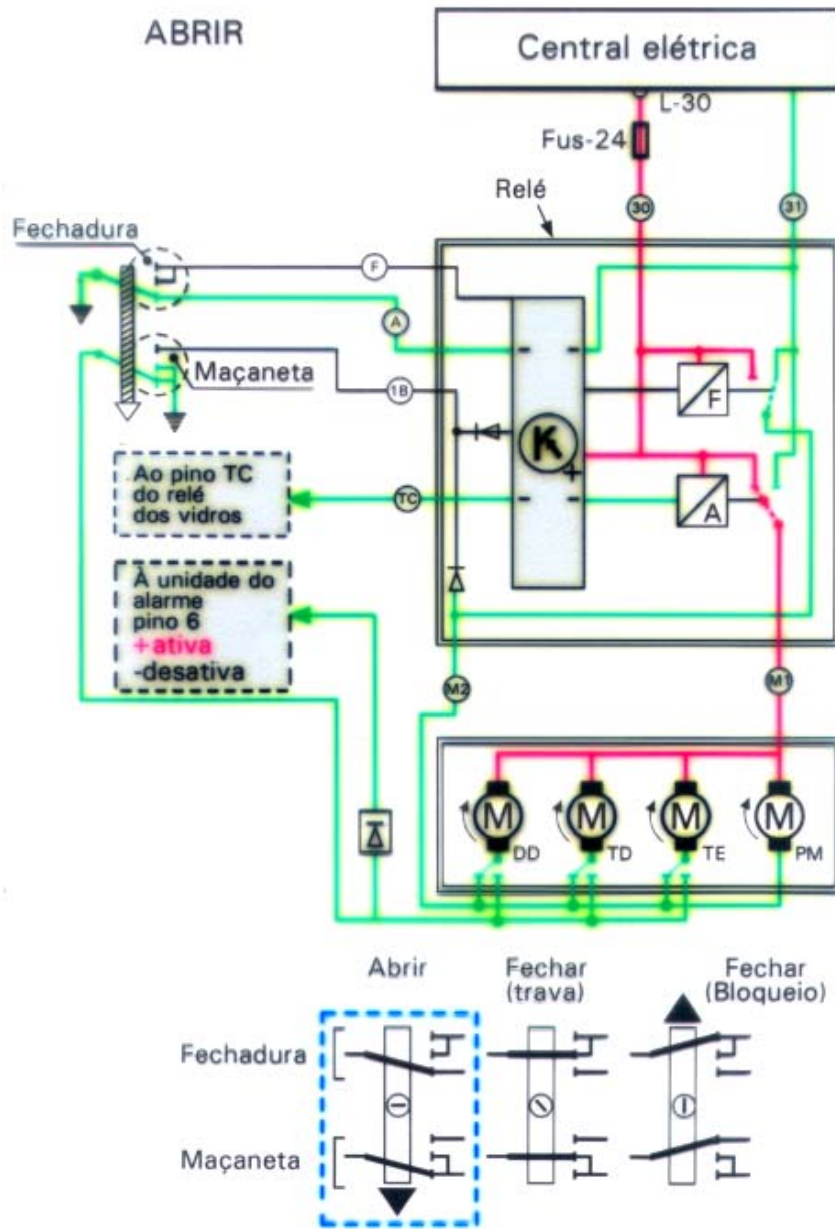 ABRIR
Central elétrica
L-30
Fus-24
Relé
30
31
Fechadura
F
A
Maçaneta
1B
F
K
+
A
Ao pino TC
do relé
dos vidros
TC
À unidade do
alarme
pino 6
+ativa
-desativa
M2
M1
M
M
M
M
DD
TD
TE
PM
Abrir
Fechar
(trava)
Fechar
(Bloqueio)
Fechadura
Maçaneta